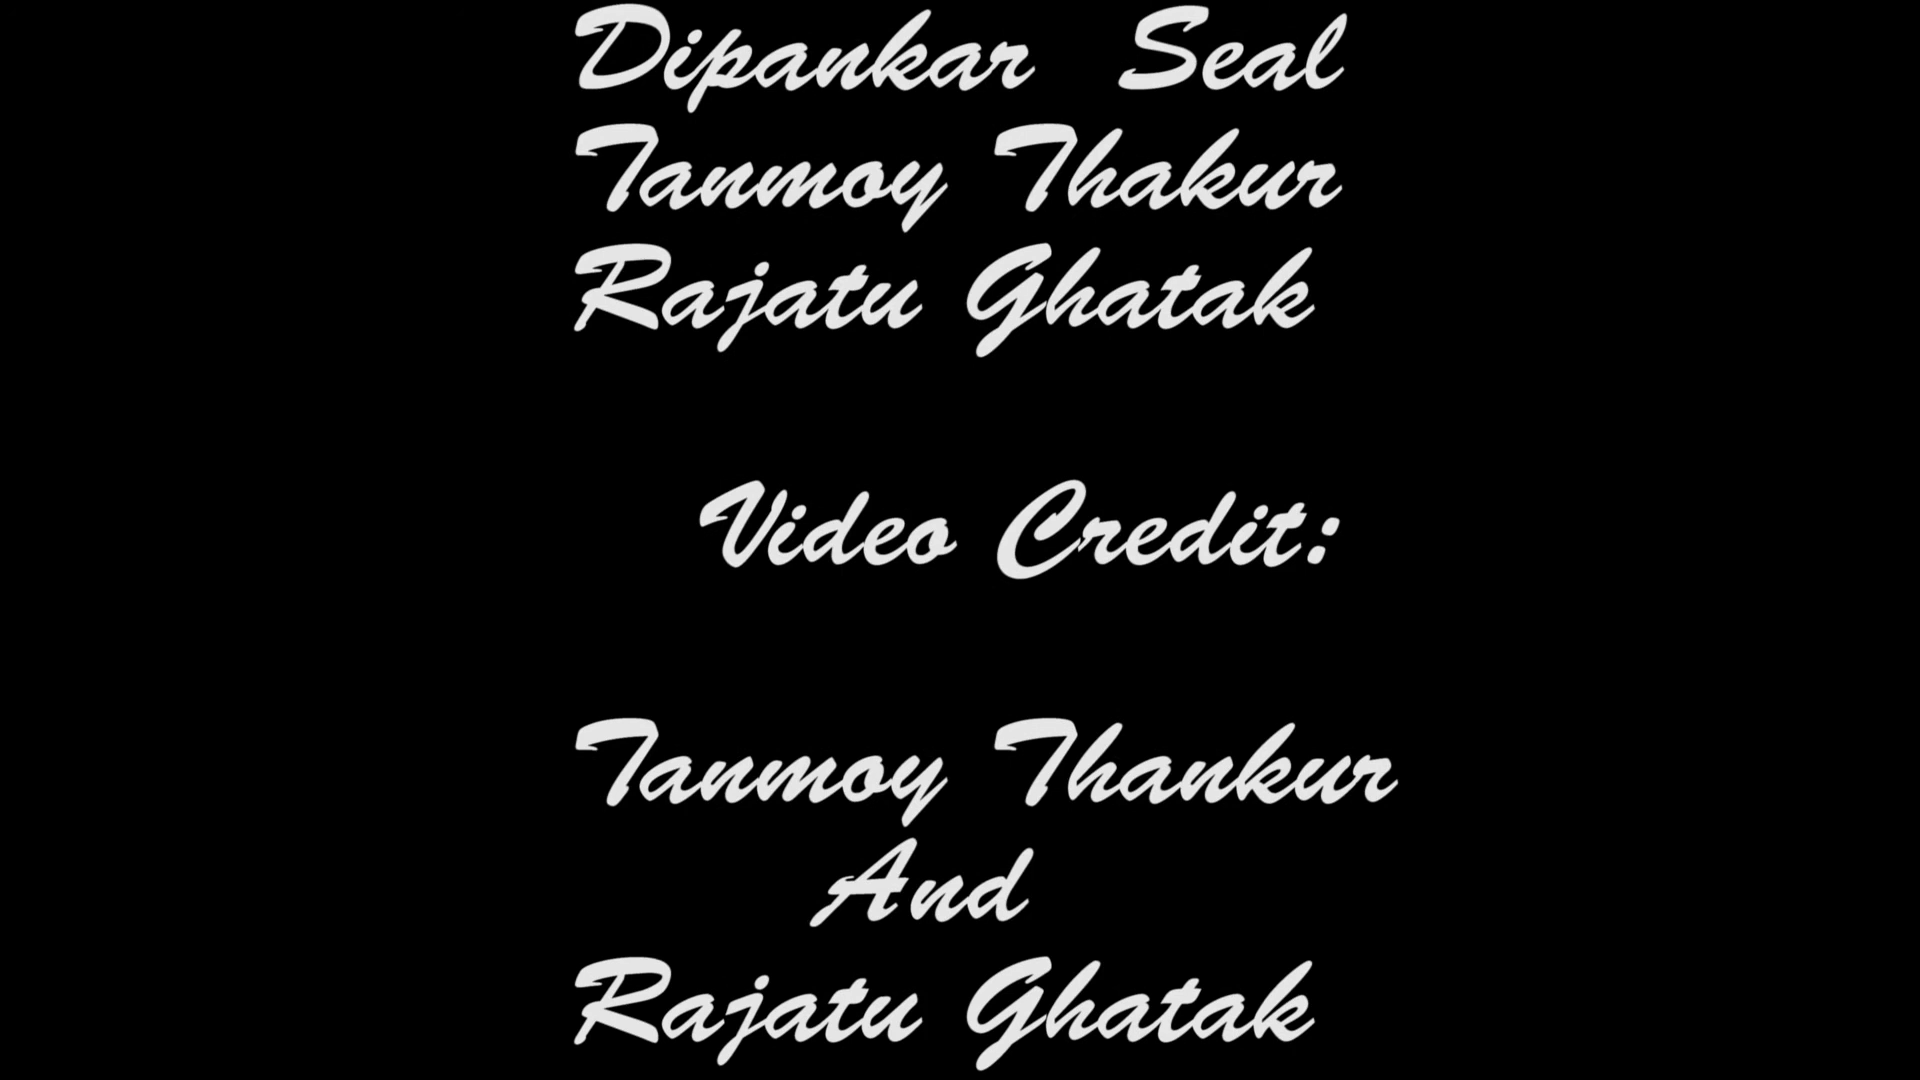 Dipankar Seal
Tanmoy Thakur
Rajatu Ghatak
Video Credit:
Tanmoy Thankur
And
Rajatu Ghatak